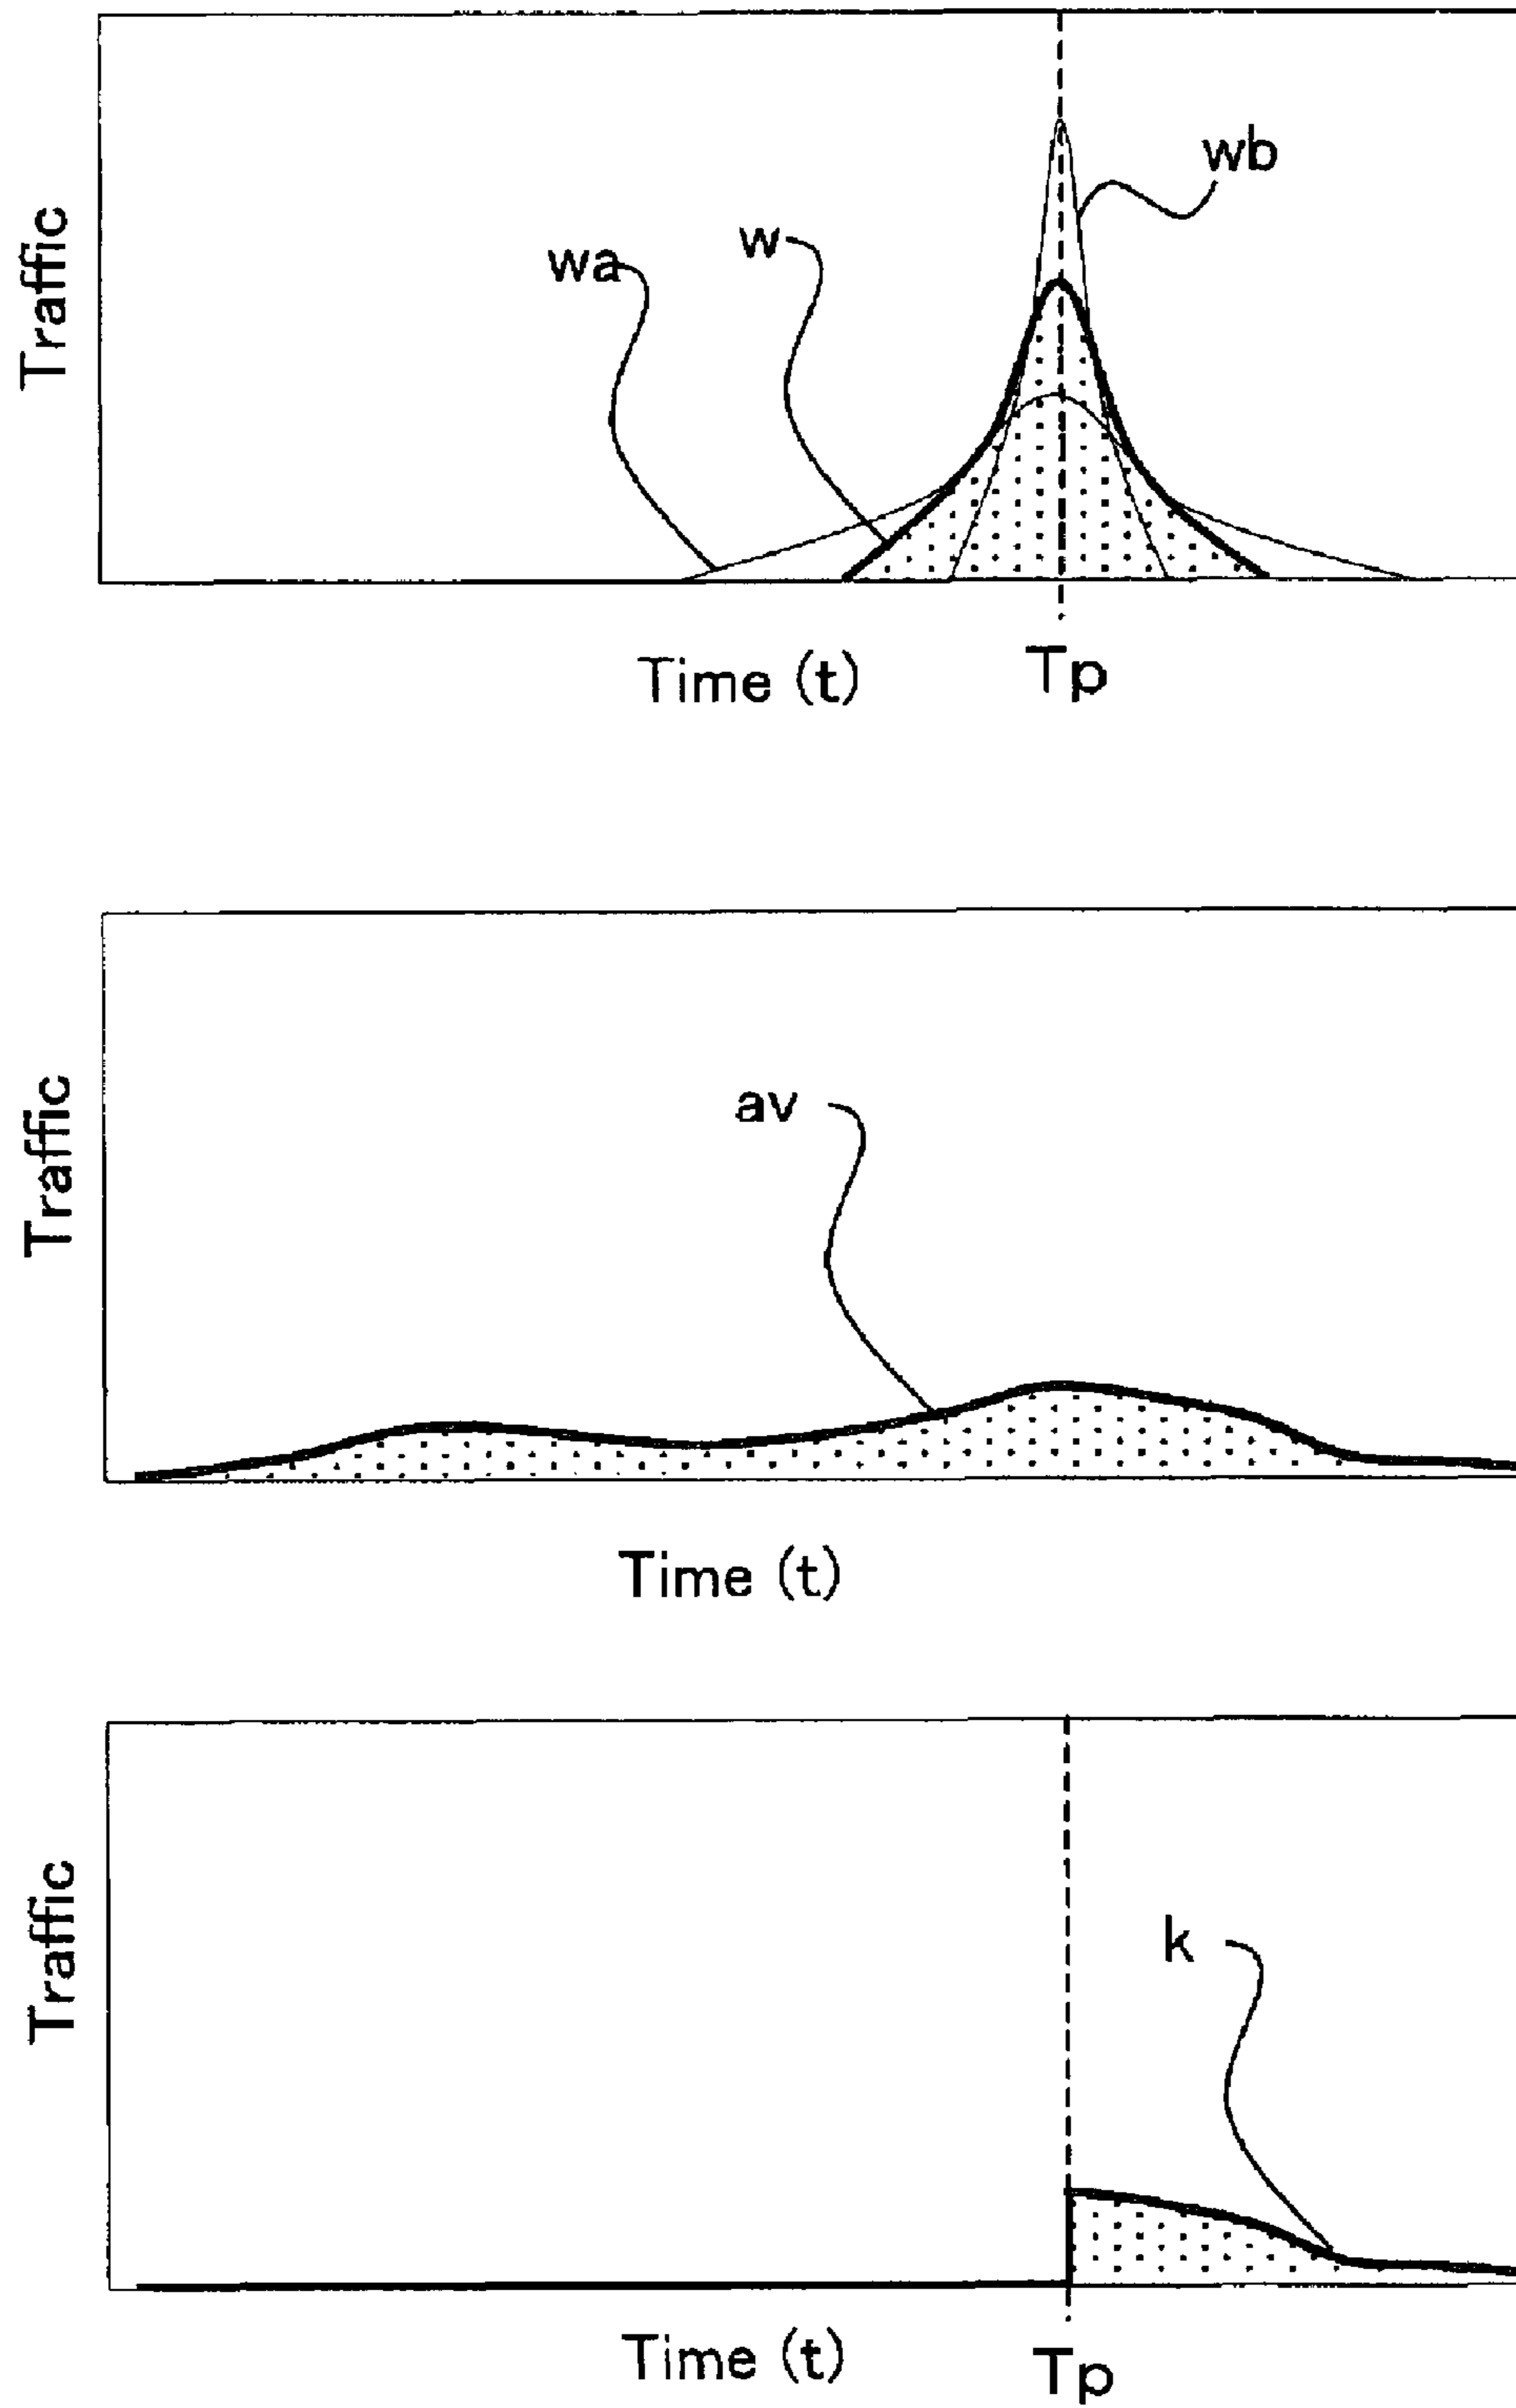 wb
wa
w
Traffic
Time (t)
Tp
av
Traffic
Time (t)
k
Traffic
Time (t)
Tp